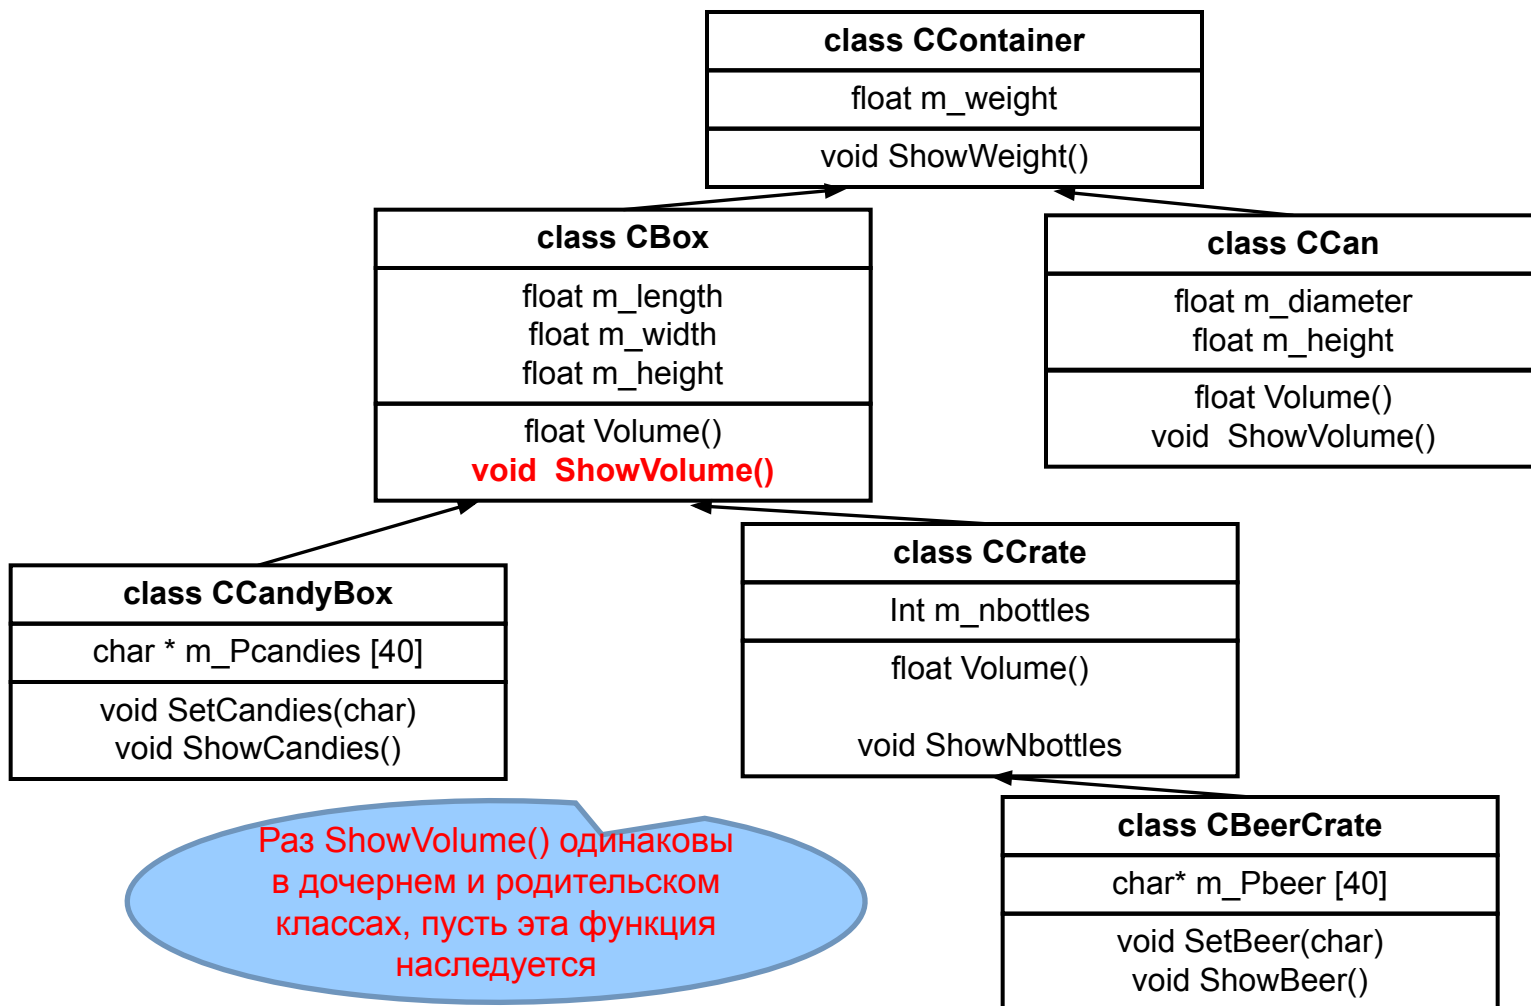 class CContainer
float m_weight
void ShowWeight()
class CBox
float m_length
float m_width
float m_height
float Volume()
void ShowVolume()
class CCan
float m_diameter
float m_height
float Volume()
void ShowVolume()
class CCandyBox
char * m_Pcandies [40]
void SetCandies(char)
void ShowCandies()
class CCrate
Int m_nbottles
float Volume()
void ShowNbottles
Раз ShowVolume() одинаковы
в дочернем и родительском
классах, пусть эта функция
наследуется
class CBeerCrate
char* m_Pbeer [40]
void SetBeer(char)
void ShowBeer()